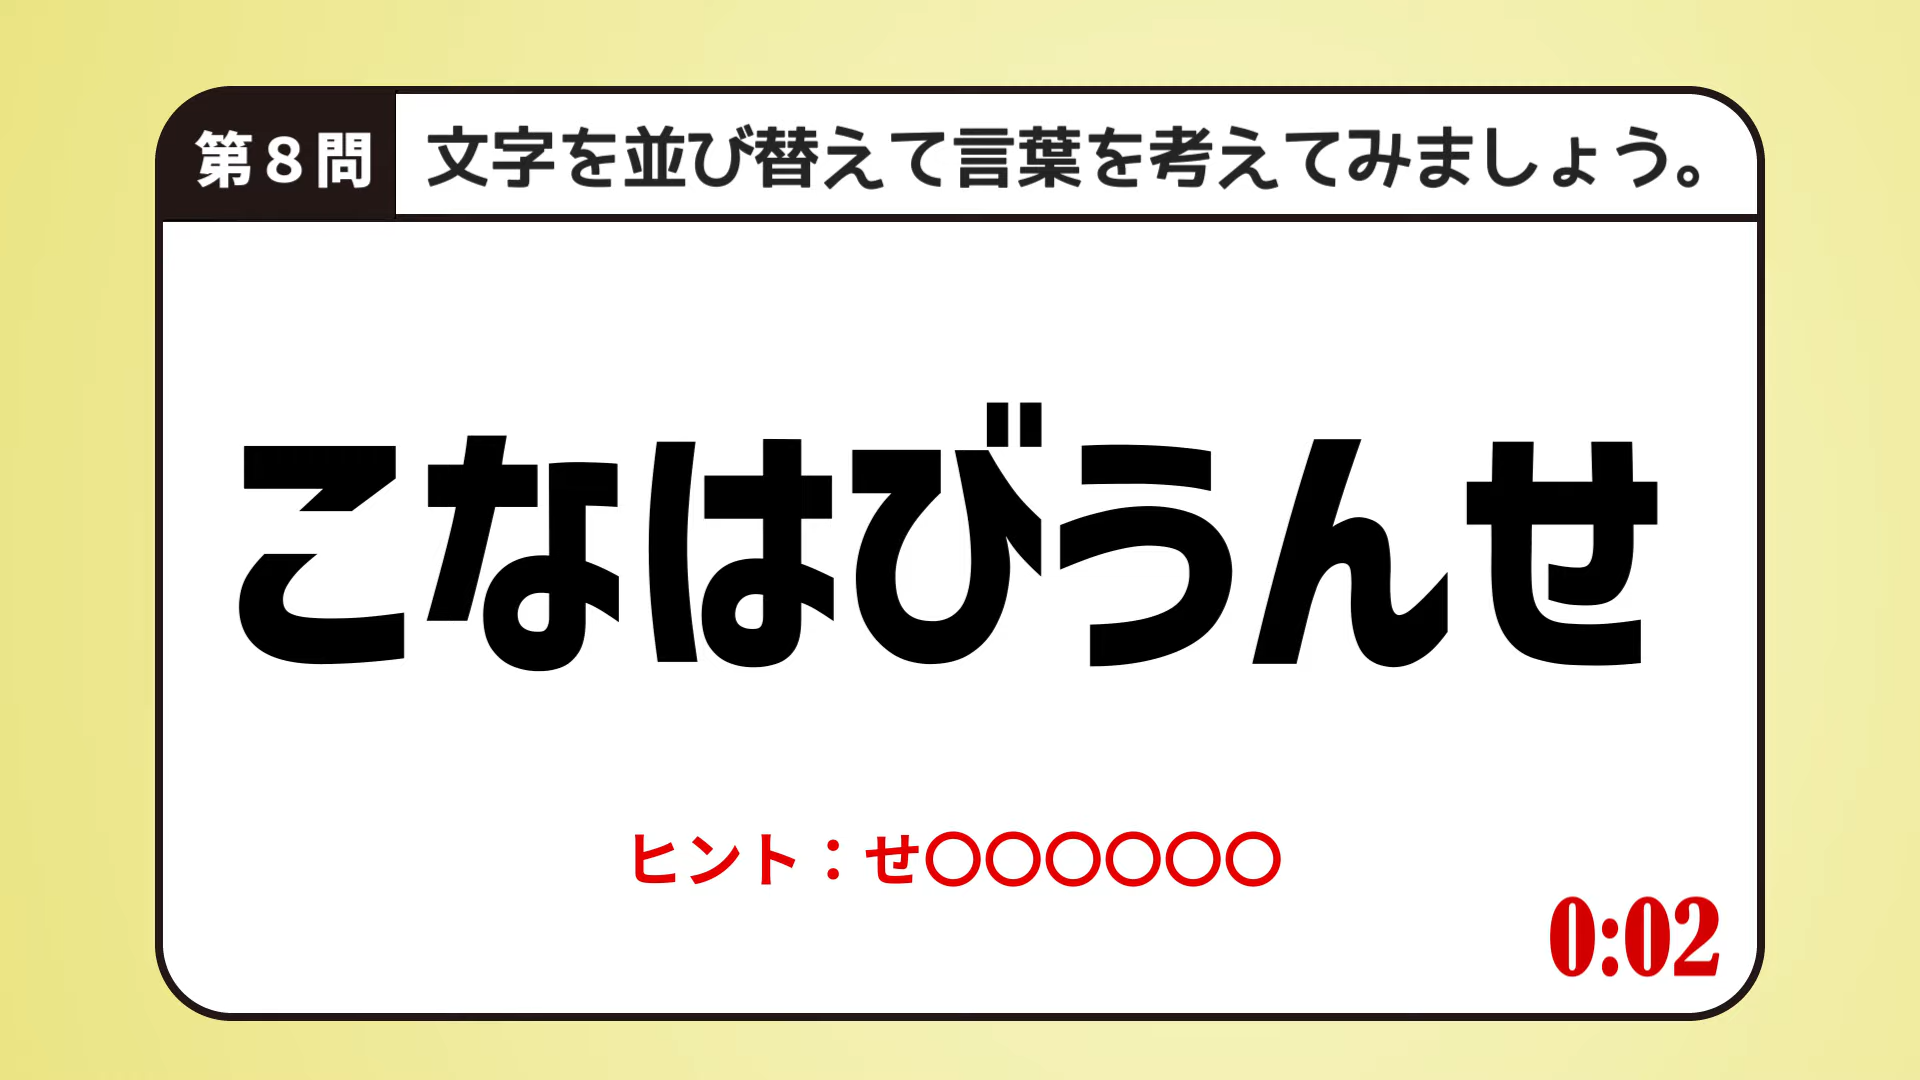 第８問
文字を並び替えて言葉を考えてみましょう。
こなはびうんせ
ヒント：せ〇〇〇〇〇〇
0:02